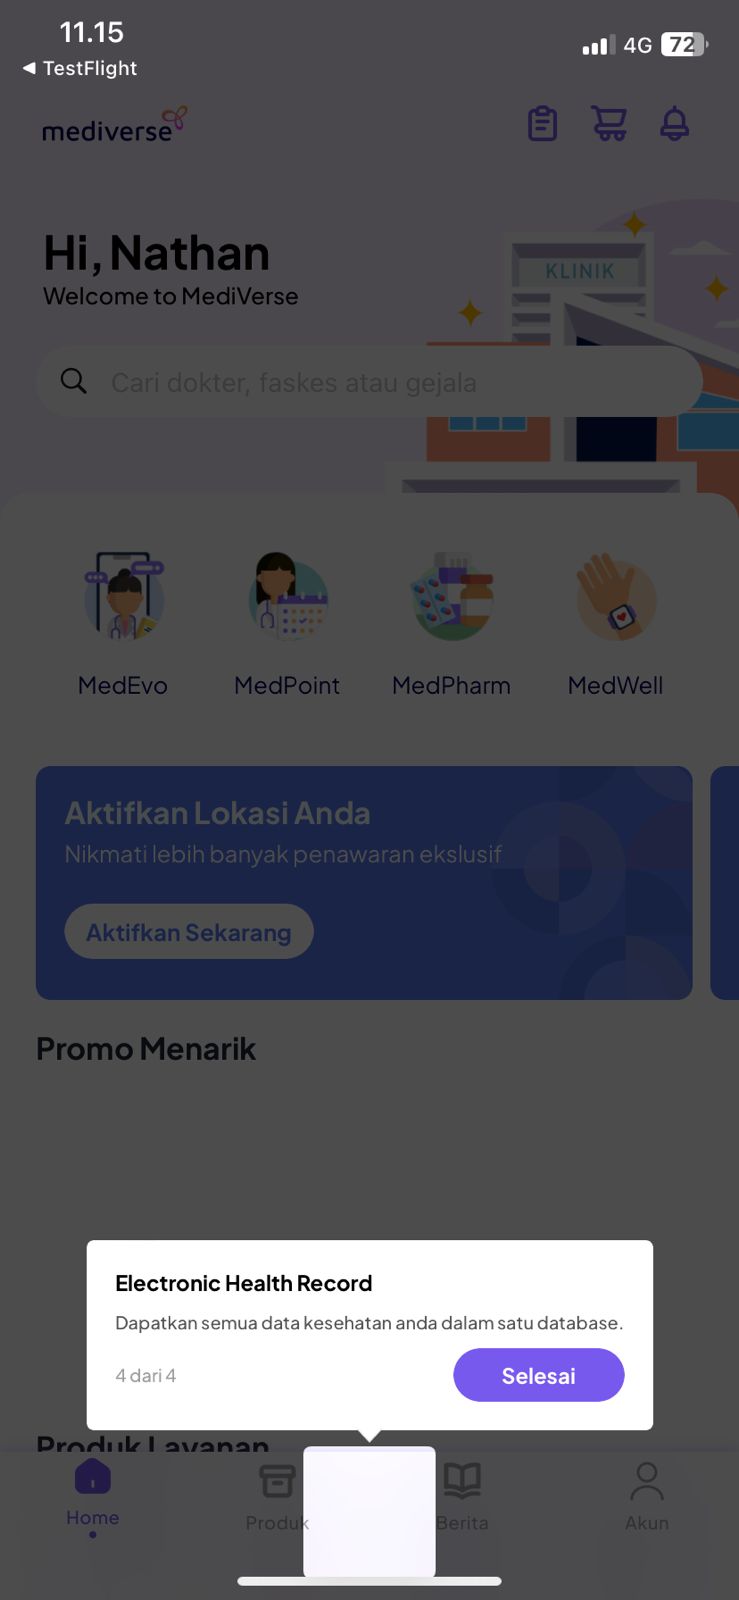 11.15
4G 72
◀ TestFlight
mediverse
Hi, Nathan
Welcome to MediVerse
KLINIK
Cari dokter, faskes atau gejala
MedEvo MedPoint MedPharm MedWell
Aktifkan Lokasi Anda
Nikmati lebih banyak penawaran ekslusif
Aktifkan Sekarang
Promo Menarik
Electronic Health Record
Dapatkan semua data kesehatan anda dalam satu database.
4 dari 4 Selesai
Produk Layanan
Home Produk Berita Akun